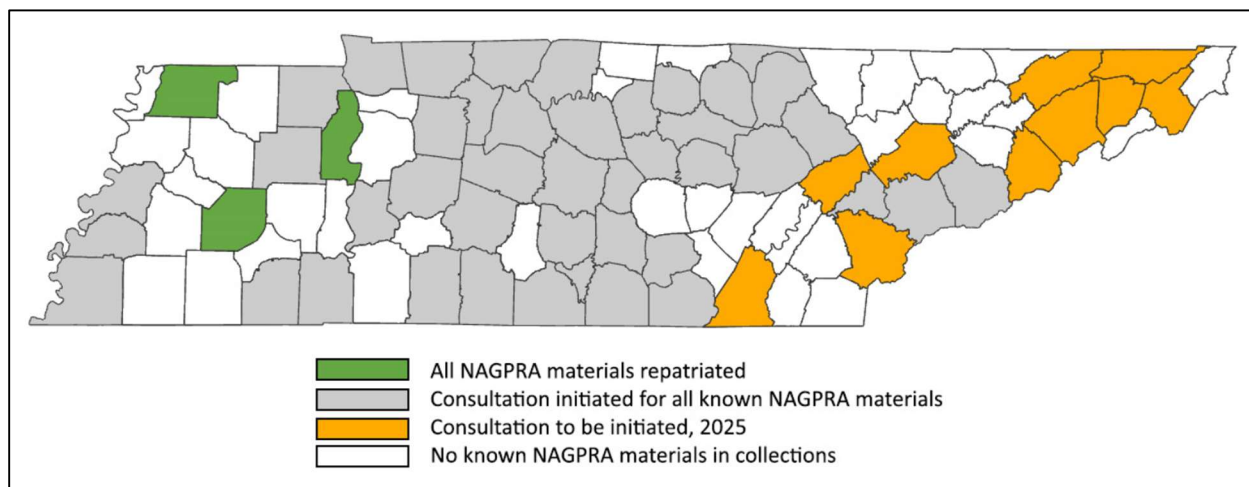 All NAGPRA materials repatriated
Consultation initiated for all known NAGPRA materials
Consultation to be initiated, 2025
No known NAGPRA materials in collections